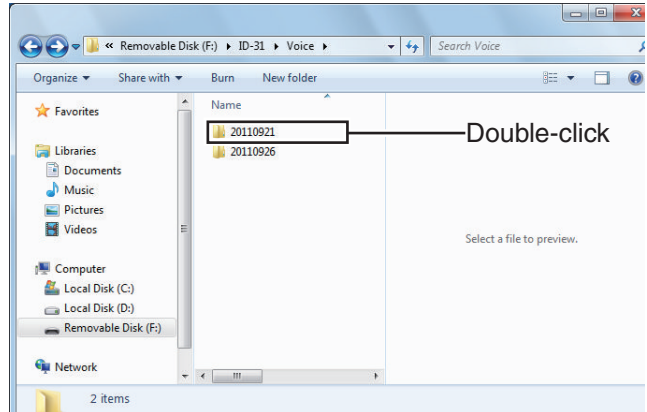 « Removable Disk (F:) ▸ ID-31 ▸ Voice ▸
Search Voice
Organize ▾ Share with ▾ Burn New folder
Favorites
Libraries
Documents
Music
Pictures
Videos
Computer
Local Disk (C:)
Local Disk (D:)
Removable Disk (F:)
Network
Name
20110921
20110926
Double-click
Select a file to preview.
2 items